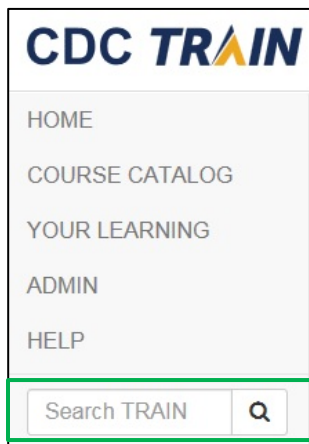 CDC TRAIN
HOME
COURSE CATALOG
YOUR LEARNING
ADMIN
HELP
Search TRAIN